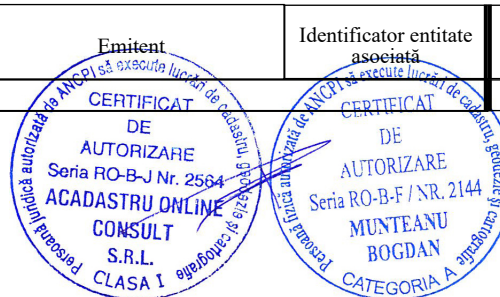 Emitent
Identificator entitate
asociată
Persoană juridică autorizată de ANCPI să execute lucrări de cadastru, geodezie și cartografie
CERTIFICAT
DE
AUTORIZARE
Seria RO-B-J Nr. 2564
ACADASTRU ONLINE
CONSULT
S.R.L.
CLASA I
Persoană fizică autorizată de ANCPI să execute lucrări de cadastru, geodezie și cartografie
CERTIFICAT
DE
AUTORIZARE
Seria RO-B-F / NR. 2144
MUNTEANU
BOGDAN
CATEGORIA A